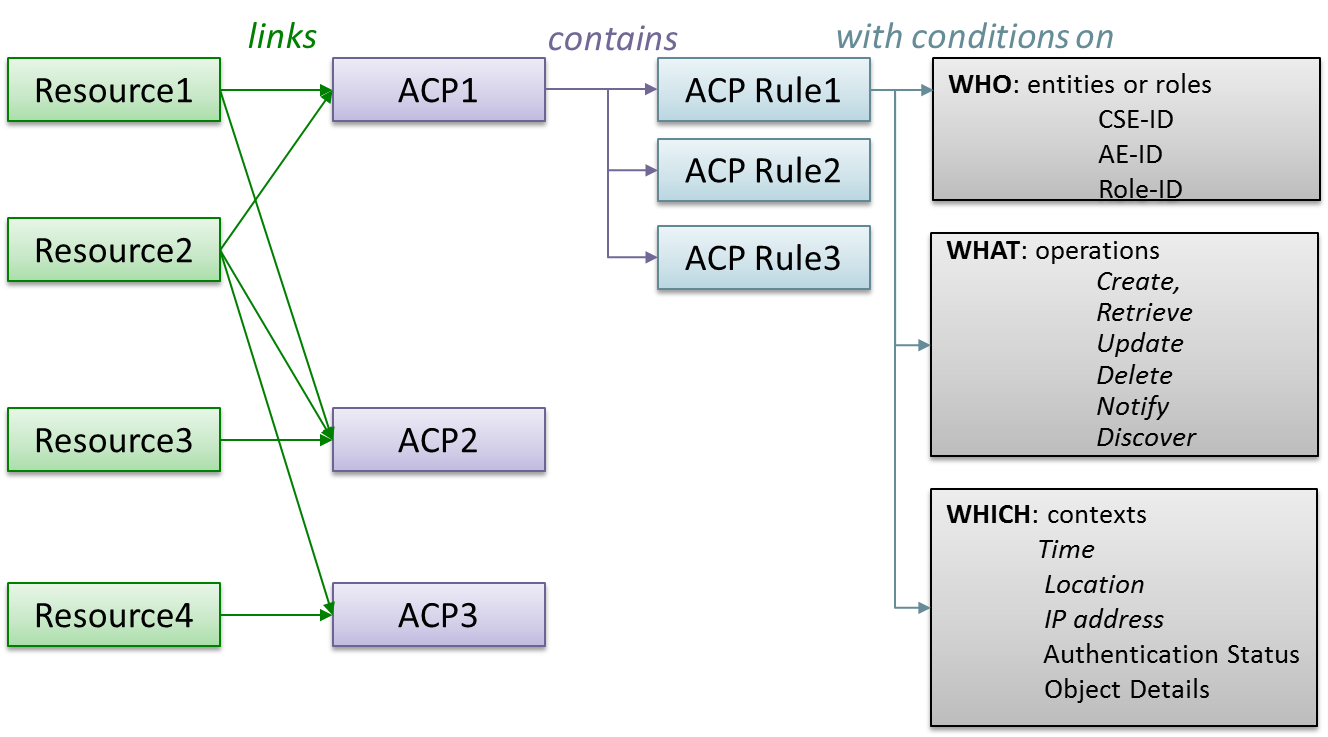 links
contains
with conditions on
Resource1
Resource2
Resource3
Resource4
ACP1
ACP2
ACP3
ACP Rule1
ACP Rule2
ACP Rule3
WHO: entities or roles
CSE-ID
AE-ID
Role-ID
WHAT: operations
Create,
Retrieve
Update
Delete
Notify
Discover
WHICH: contexts
Time
Location
IP address
Authentication Status
Object Details